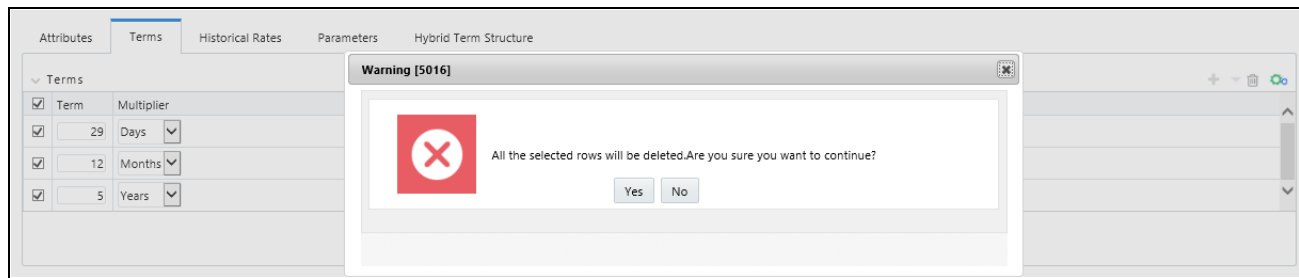 Attributes Terms Historical Rates Parameters Hybrid Term Structure
Warning [5016]
Terms
Term Multiplier
29 Days
12 Months
5 Years
All the selected rows will be deleted.Are you sure you want to continue?
Yes No